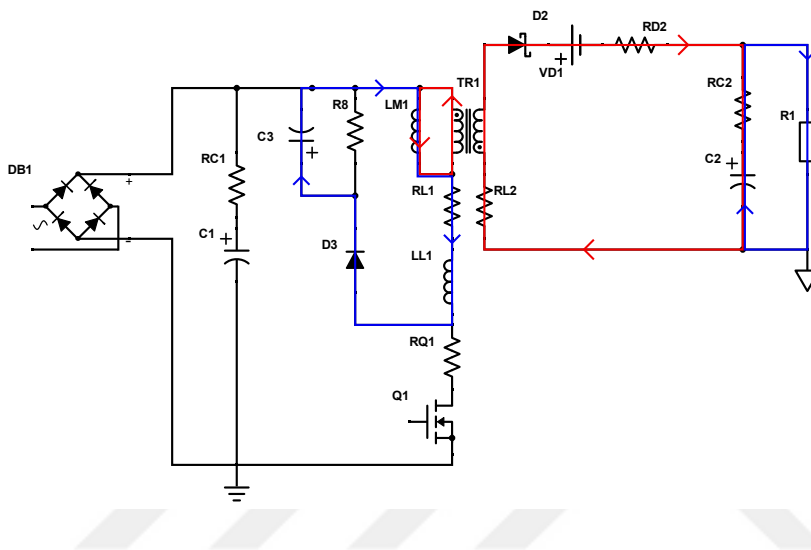 D2
RD2
VD1
TR1
LM1
R8
C3
RC2
R1
DB1
RC1
C2
RL1
RL2
C1
D3
LL1
RQ1
Q1